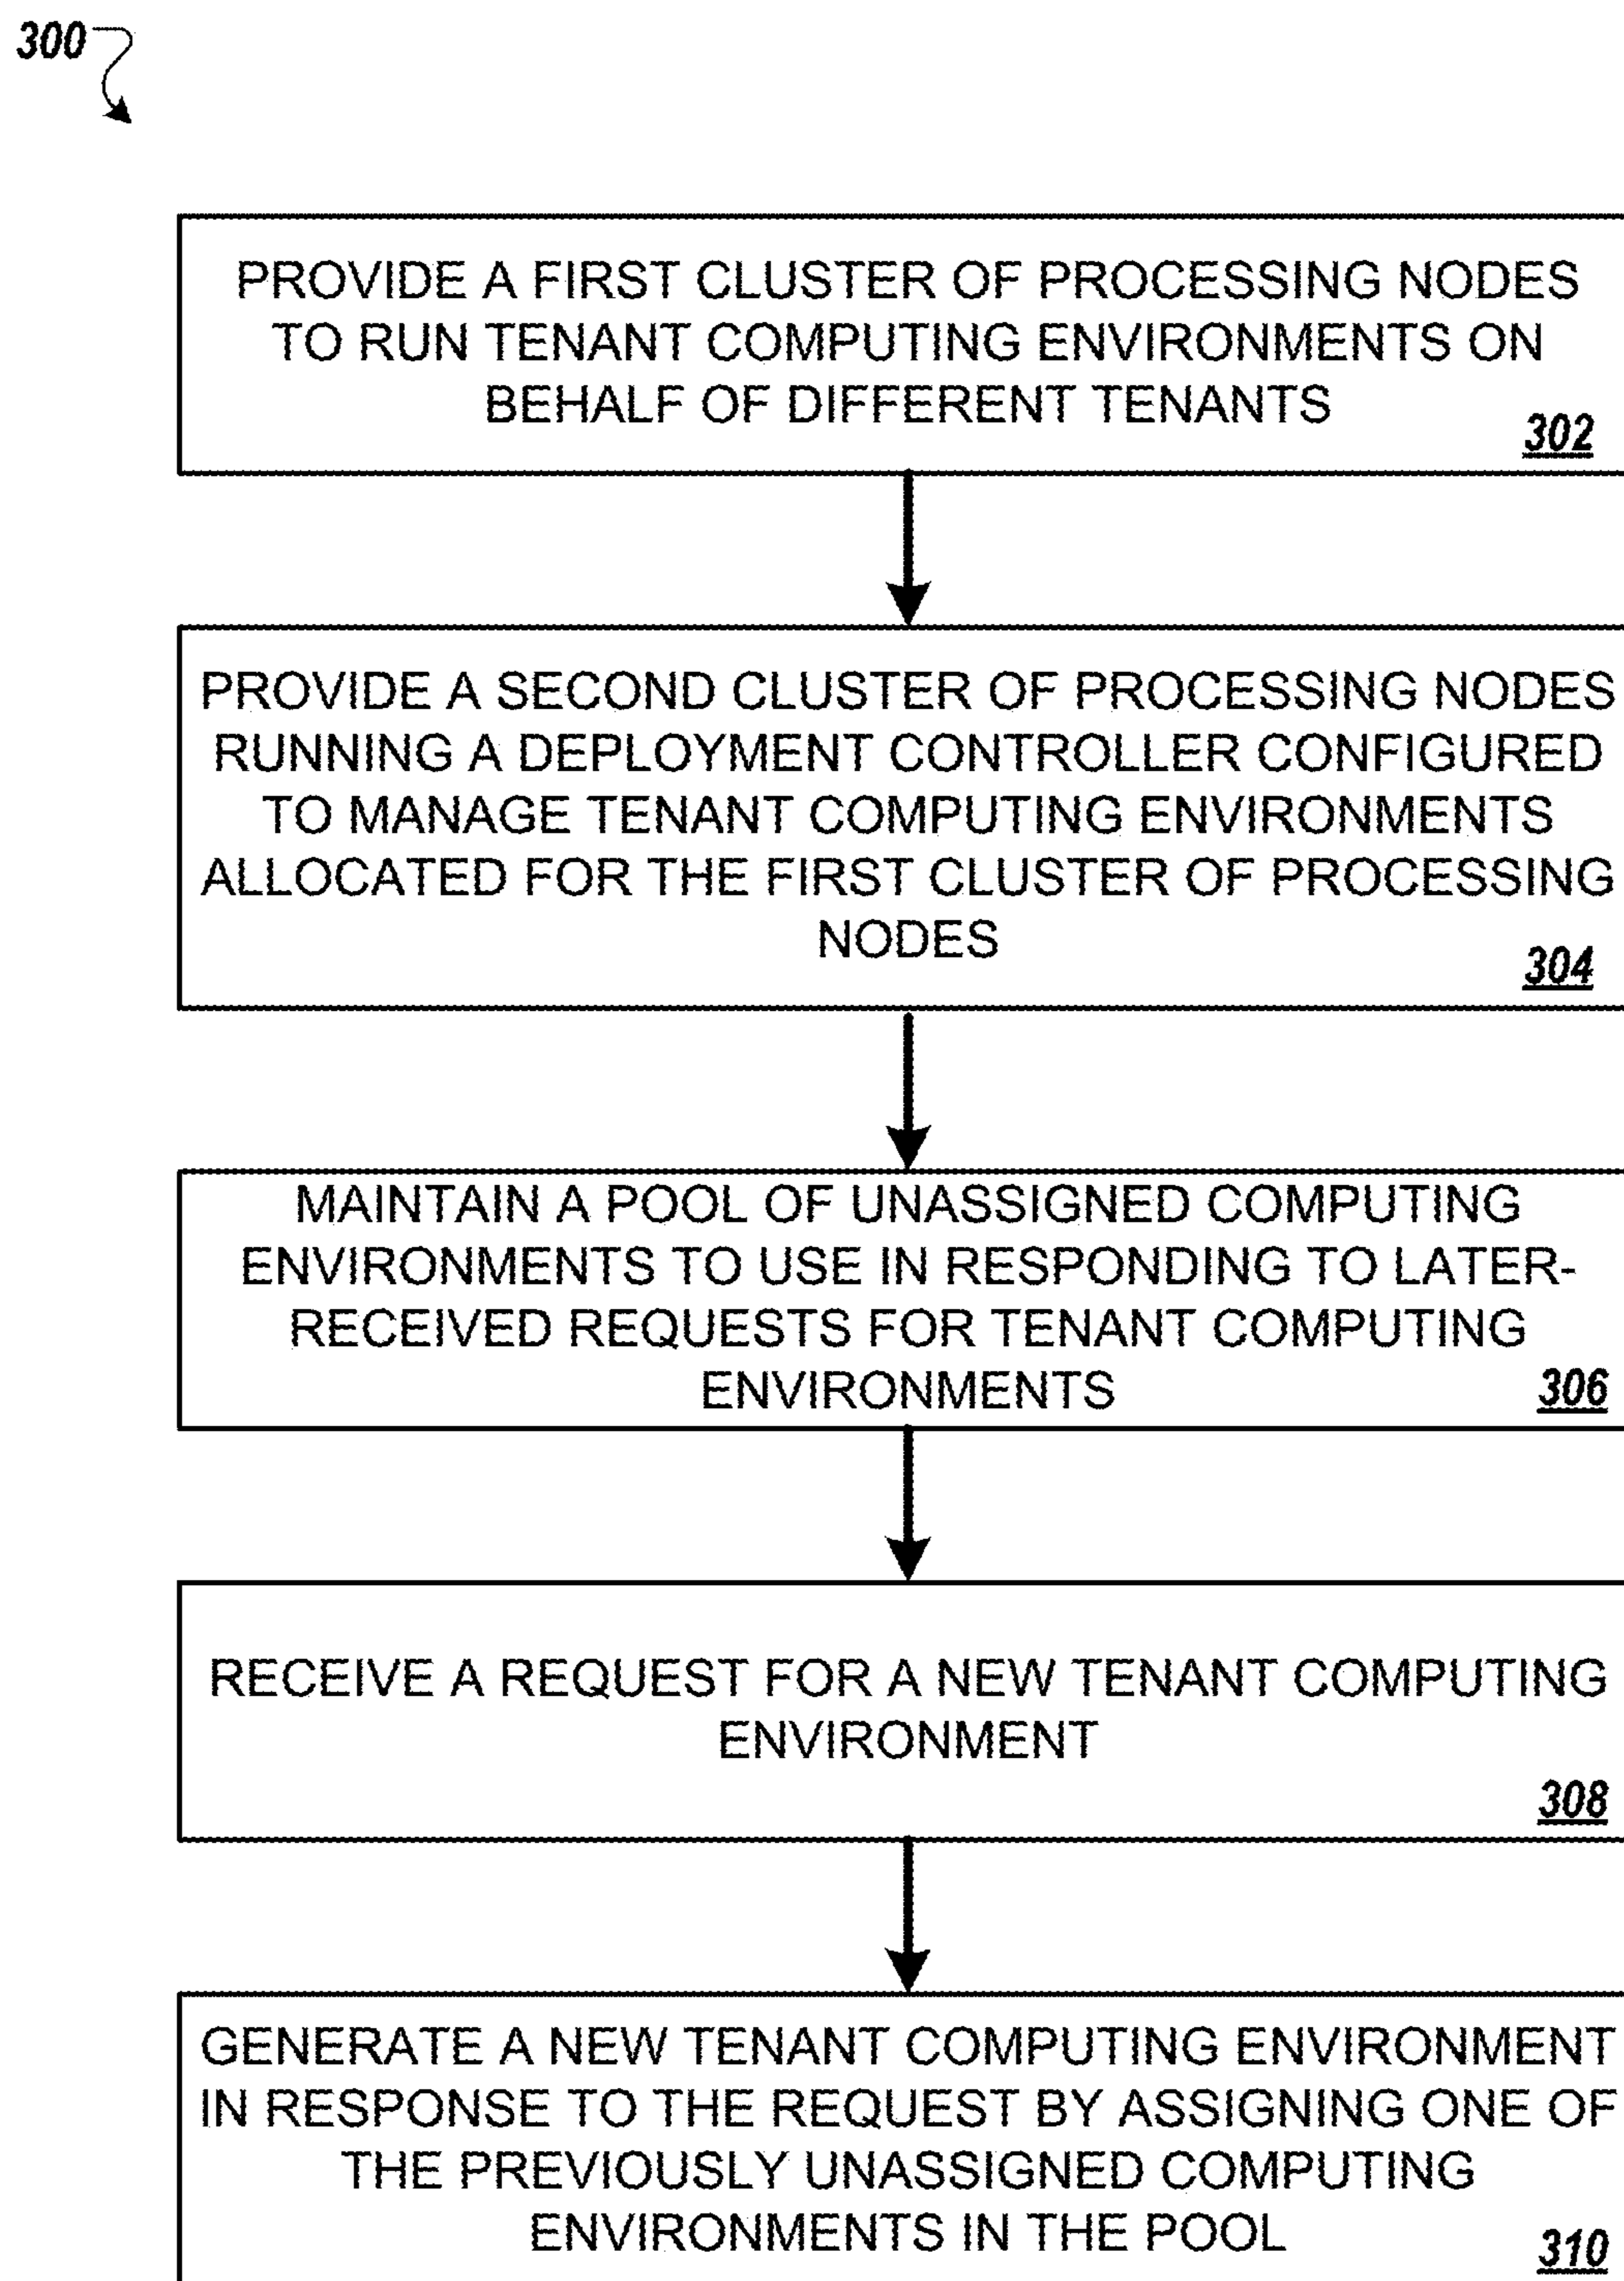 300
PROVIDE A FIRST CLUSTER OF PROCESSING NODES
TO RUN TENANT COMPUTING ENVIRONMENTS ON
BEHALF OF DIFFERENT TENANTS
302
PROVIDE A SECOND CLUSTER OF PROCESSING NODES
RUNNING A DEPLOYMENT CONTROLLER CONFIGURED
TO MANAGE TENANT COMPUTING ENVIRONMENTS
ALLOCATED FOR THE FIRST CLUSTER OF PROCESSING
NODES
304
MAINTAIN A POOL OF UNASSIGNED COMPUTING
ENVIRONMENTS TO USE IN RESPONDING TO LATER-
RECEIVED REQUESTS FOR TENANT COMPUTING
ENVIRONMENTS
306
RECEIVE A REQUEST FOR A NEW TENANT COMPUTING
ENVIRONMENT
308
GENERATE A NEW TENANT COMPUTING ENVIRONMENT
IN RESPONSE TO THE REQUEST BY ASSIGNING ONE OF
THE PREVIOUSLY UNASSIGNED COMPUTING
ENVIRONMENTS IN THE POOL
310